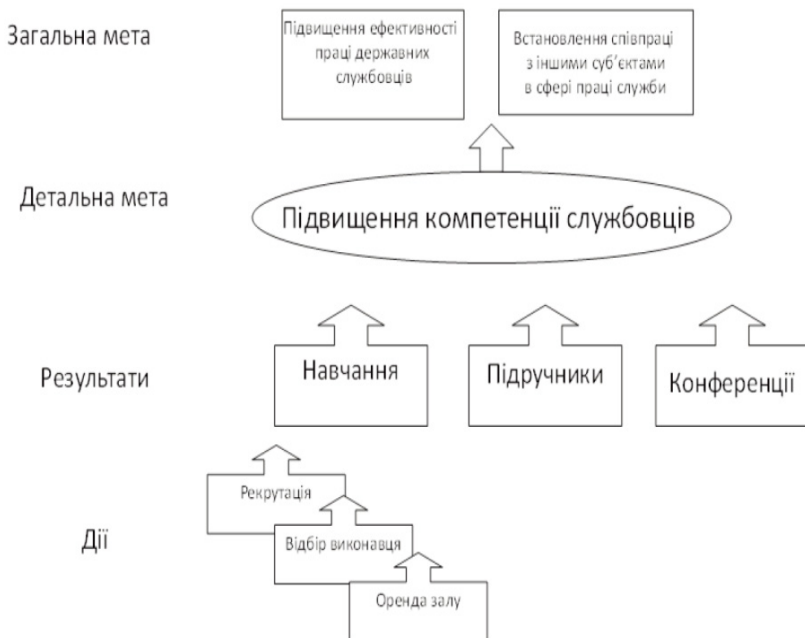 Загальна мета
Підвищення ефективності
праці державних
службовців
Встановлення співпраці
з іншими суб’єктами
в сфері праці служби
Детальна мета
Підвищення компетенції службовців
Результати
Навчання
Підручники
Конференції
Дії
Рекрутація
Відбір виконавця
Оренда залу